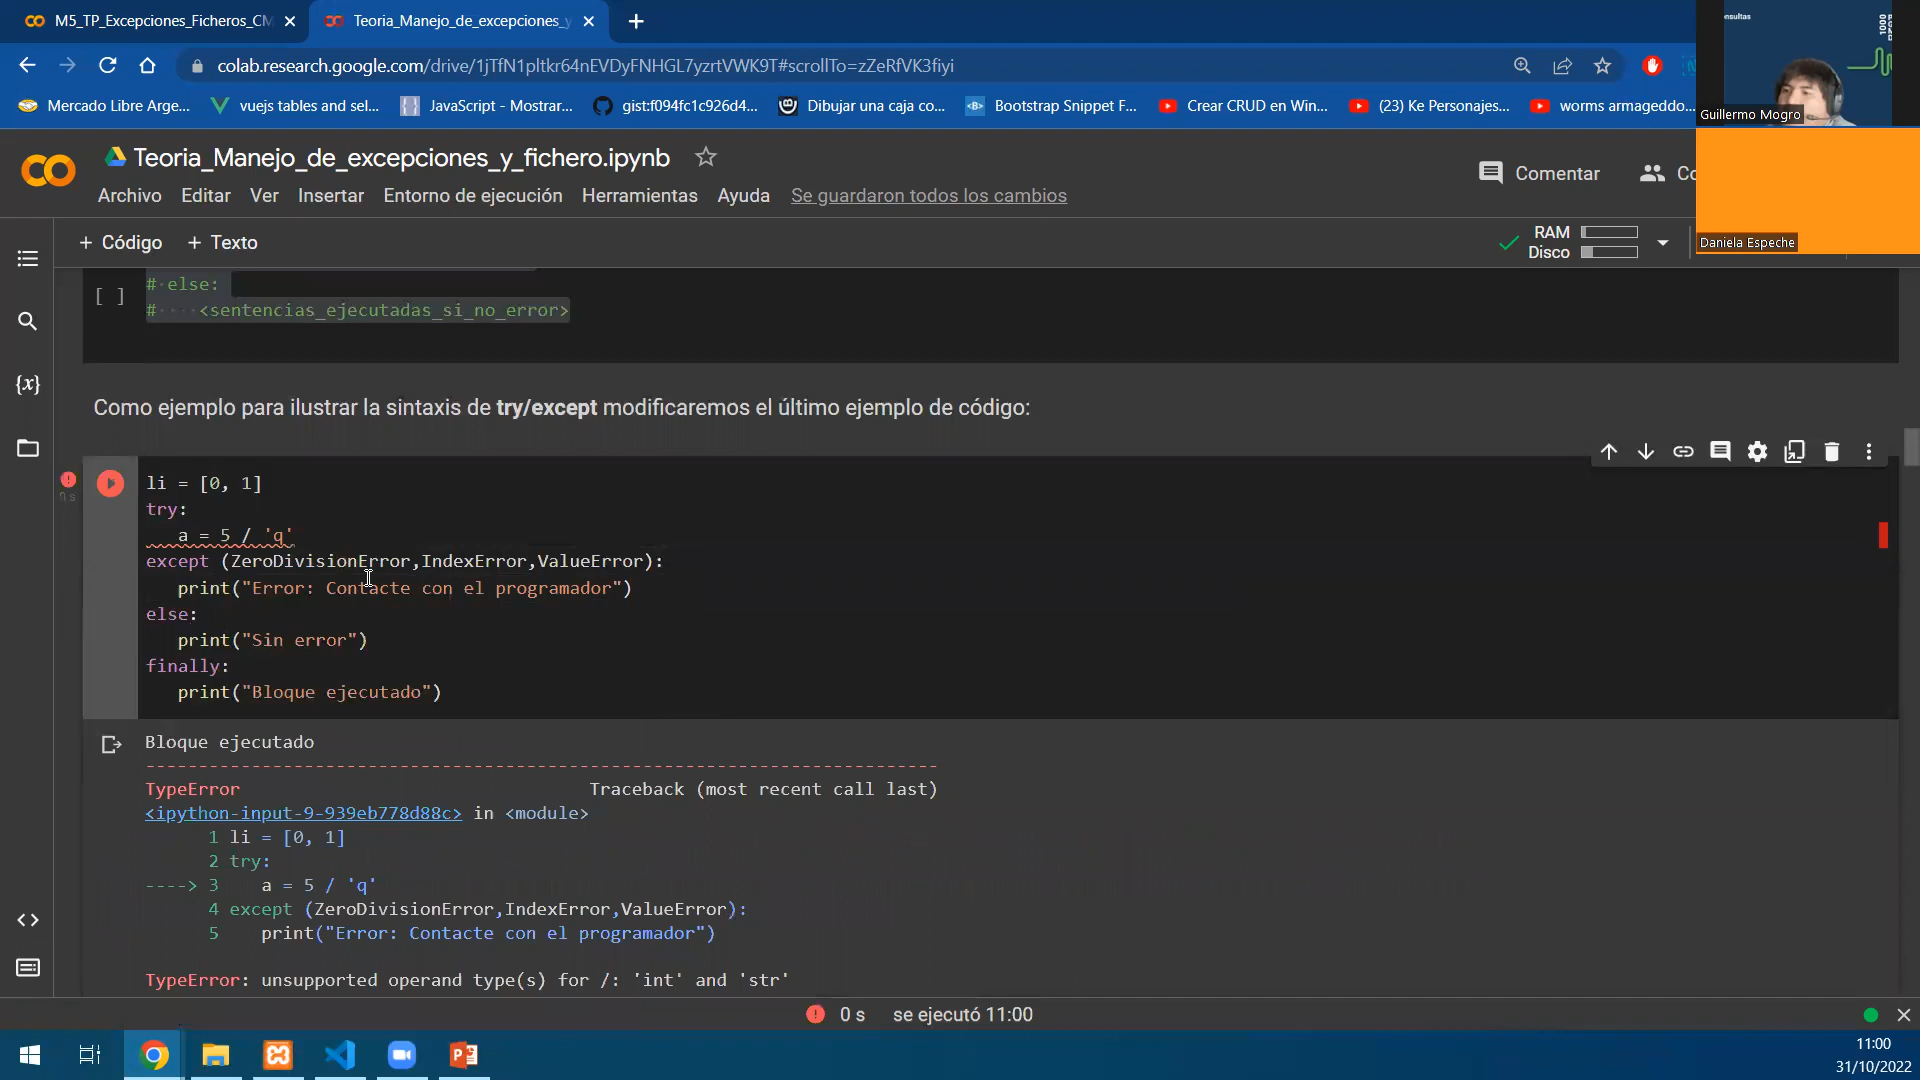 M5_TP_Excepciones_Ficheros_CM
Teoria_Manejo_de_excepciones_y
colab.research.google.com/drive/1jTfN1pltkr64nEVDyFNHGL7yzrtVWK9T#scrollTo=zZeRfVK3fiyi
Mercado Libre Arge...
vuejs tables and sel...
JavaScript - Mostrar...
gist:f094fc1c926d4...
Dibujar una caja co...
Bootstrap Snippet F...
Crear CRUD en Win...
(23) Ke Personajes...
worms armageddo...
onsultas
Guillermo Mogro
Daniela Espeche
Teoria_Manejo_de_excepciones_y_fichero.ipynb
Comentar
Co
Archivo Editar Ver Insertar Entorno de ejecución Herramientas Ayuda Se guardaron todos los cambios
+ Código + Texto
RAM
Disco
[ ]
# else:
#     <sentencias_ejecutadas_si_no_error>
Como ejemplo para ilustrar la sintaxis de try/except modificaremos el último ejemplo de código:
0 s
li = [0, 1]
try:
   a = 5 / 'q'
except (ZeroDivisionError,IndexError,ValueError):
   print("Error: Contacte con el programador")
else:
   print("Sin error")
finally:
   print("Bloque ejecutado")
Bloque ejecutado
---------------------------------------------------------------------------
TypeError                                 Traceback (most recent call last)
<ipython-input-9-939eb778d88c> in <module>
      1 li = [0, 1]
      2 try:
----> 3    a = 5 / 'q'
      4 except (ZeroDivisionError,IndexError,ValueError):
      5    print("Error: Contacte con el programador")
TypeError: unsupported operand type(s) for /: 'int' and 'str'
0 s se ejecutó 11:00
11:00
31/10/2022